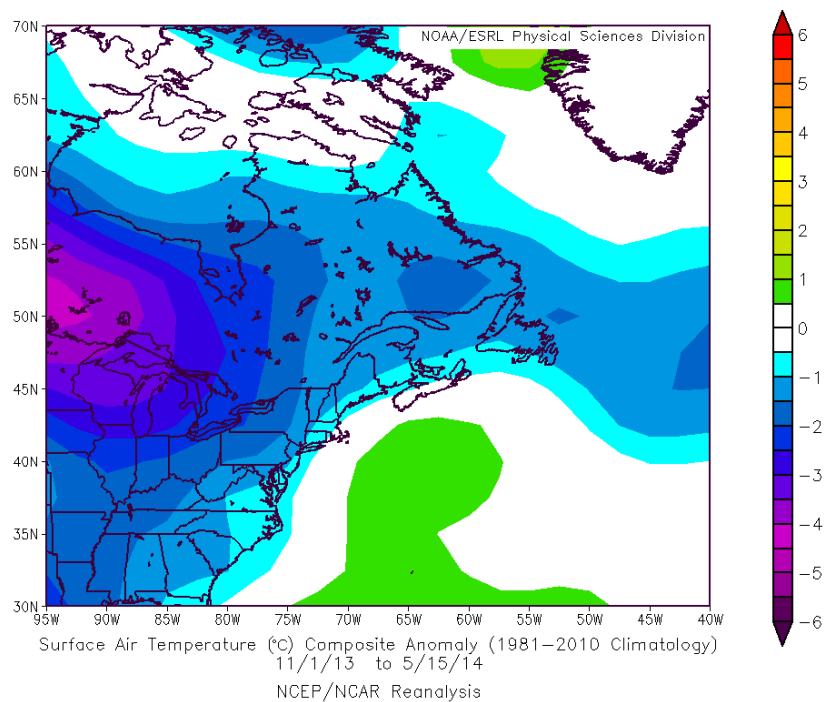 NOAA/ESRL Physical Sciences Division
70N
65N
60N
55N
50N
45N
40N
35N
30N
95W 90W 85W 80W 75W 70W 65W 60W 55W 50W 45W 40W
6
5
4
3
2
1
0
-1
-2
-3
-4
-5
-6
Surface Air Temperature (°C) Composite Anomaly (1981-2010 Climatology)
11/1/13 to 5/15/14
NCEP/NCAR Reanalysis